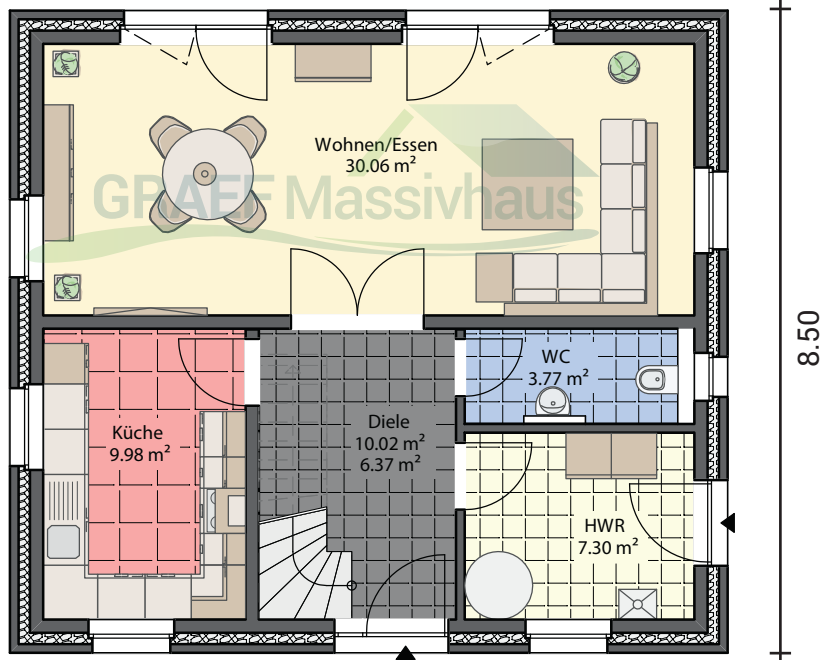 Wohnen/Essen
30.06 m²
GRAEF Massivhaus
8.50
WC
3.77 m²
Küche
9.98 m²
Diele
10.02 m²
6.37 m²
HWR
7.30 m²